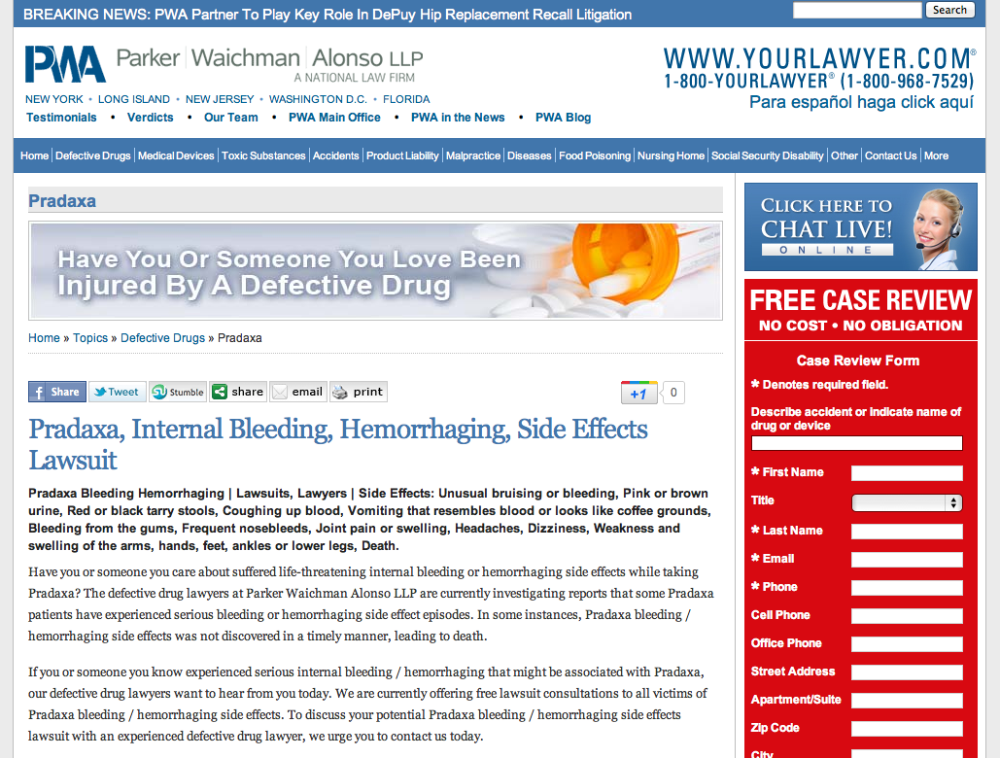 BREAKING NEWS: PWA Partner To Play Key Role In DePuy Hip Replacement Recall Litigation
Search
PWA Parker | Waichman | Alonso LLP
A NATIONAL LAW FIRM
NEW YORK • LONG ISLAND • NEW JERSEY • WASHINGTON D.C. • FLORIDA
WWW.YOURLAWYER.COM®
1-800-YOURLAWYER® (1-800-968-7529)
Para español haga click aquí
Testimonials • Verdicts • Our Team • PWA Main Office • PWA in the News • PWA Blog
Home | Defective Drugs | Medical Devices | Toxic Substances | Accidents | Product Liability | Malpractice | Diseases | Food Poisoning | Nursing Home | Social Security Disability | Other | Contact Us | More
Pradaxa
Have You Or Someone You Love Been
Injured By A Defective Drug
Home » Topics » Defective Drugs » Pradaxa
Share Tweet Stumble share email print
+1 0
Pradaxa, Internal Bleeding, Hemorrhaging, Side Effects
Lawsuit
Pradaxa Bleeding Hemorrhaging | Lawsuits, Lawyers | Side Effects: Unusual bruising or bleeding, Pink or brown
urine, Red or black tarry stools, Coughing up blood, Vomiting that resembles blood or looks like coffee grounds,
Bleeding from the gums, Frequent nosebleeds, Joint pain or swelling, Headaches, Dizziness, Weakness and
swelling of the arms, hands, feet, ankles or lower legs, Death.
Have you or someone you care about suffered life-threatening internal bleeding or hemorrhaging side effects while taking
Pradaxa? The defective drug lawyers at Parker Waichman Alonso LLP are currently investigating reports that some Pradaxa
patients have experienced serious bleeding or hemorrhaging side effect episodes. In some instances, Pradaxa bleeding /
hemorrhaging side effects was not discovered in a timely manner, leading to death.
If you or someone you know experienced serious internal bleeding / hemorrhaging that might be associated with Pradaxa,
our defective drug lawyers want to hear from you today. We are currently offering free lawsuit consultations to all victims of
Pradaxa bleeding / hemorrhaging side effects. To discuss your potential Pradaxa bleeding / hemorrhaging side effects
lawsuit with an experienced defective drug lawyer, we urge you to contact us today.
CLICK HERE TO
CHAT LIVE!
ONLINE
FREE CASE REVIEW
NO COST • NO OBLIGATION
Case Review Form
* Denotes required field.
Describe accident or indicate name of
drug or device
* First Name
Title
* Last Name
* Email
* Phone
Cell Phone
Office Phone
Street Address
Apartment/Suite
Zip Code
City